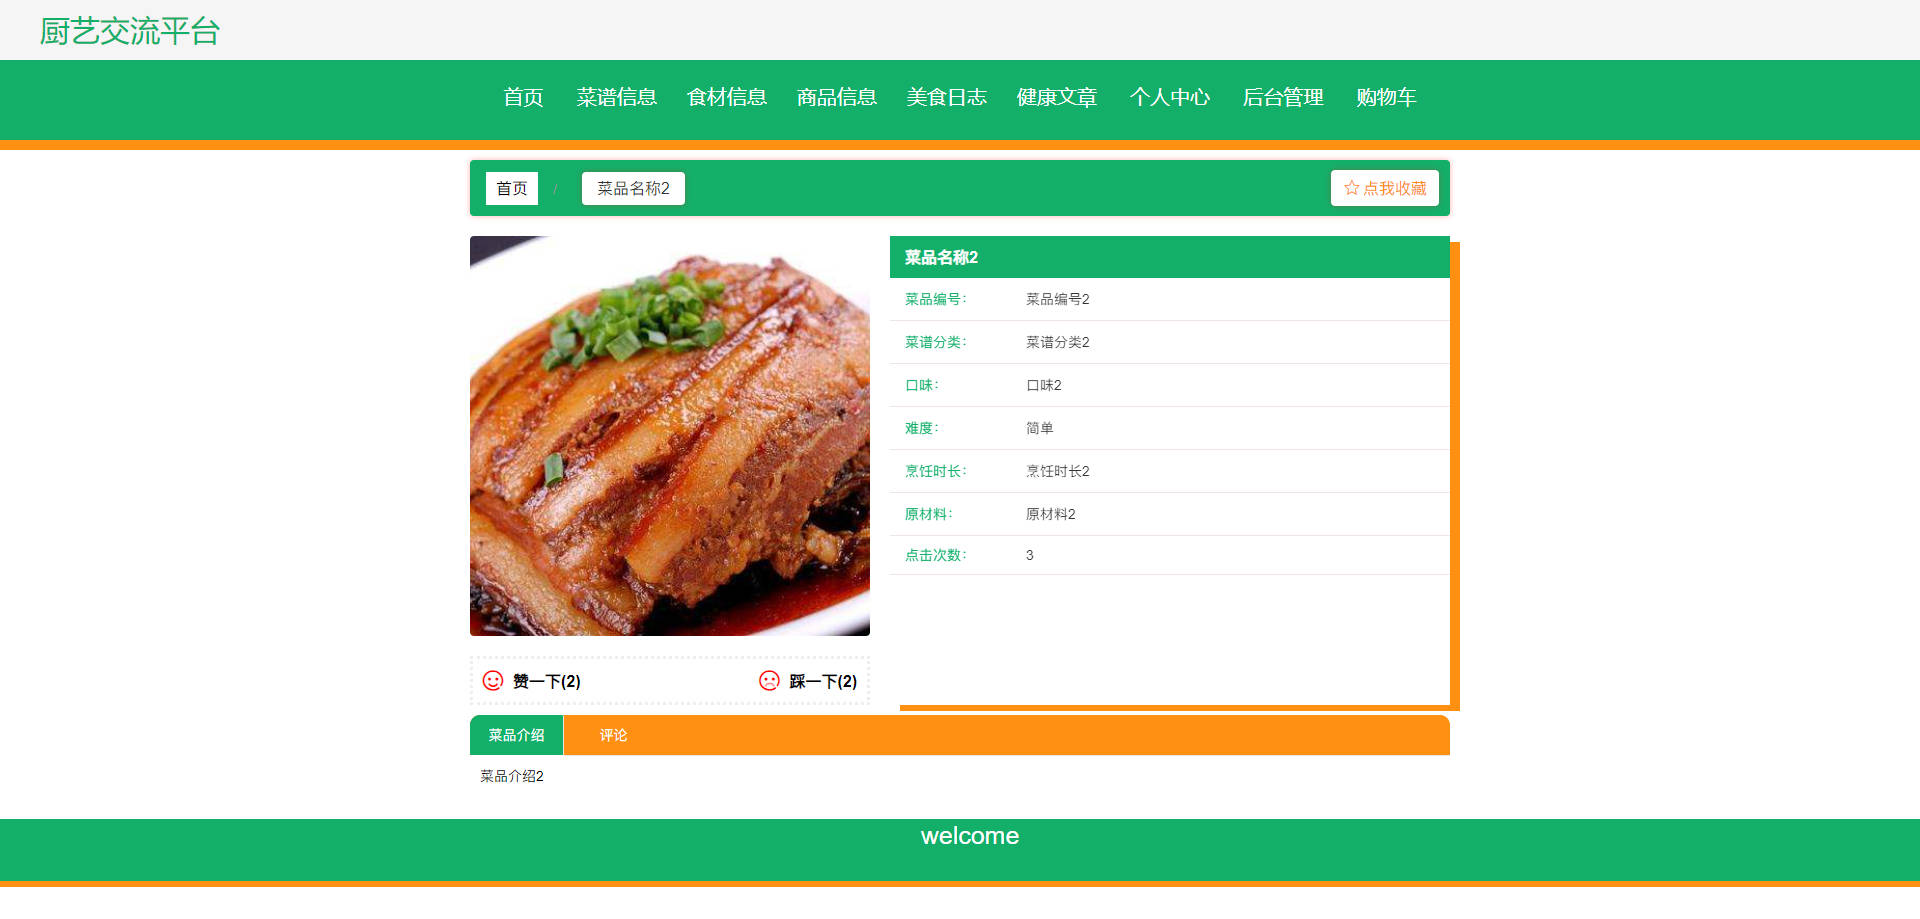 厨艺交流平台
首页 菜谱信息 食材信息 商品信息 美食日志 健康文章 个人中心 后台管理 购物车
首页 / 菜品名称2 点我收藏
菜品名称2
菜品编号： 菜品编号2
菜谱分类： 菜谱分类2
口味： 口味2
难度： 简单
烹饪时长： 烹饪时长2
原材料： 原材料2
点击次数： 3
赞一下(2) 踩一下(2)
菜品介绍 评论
菜品介绍2
welcome